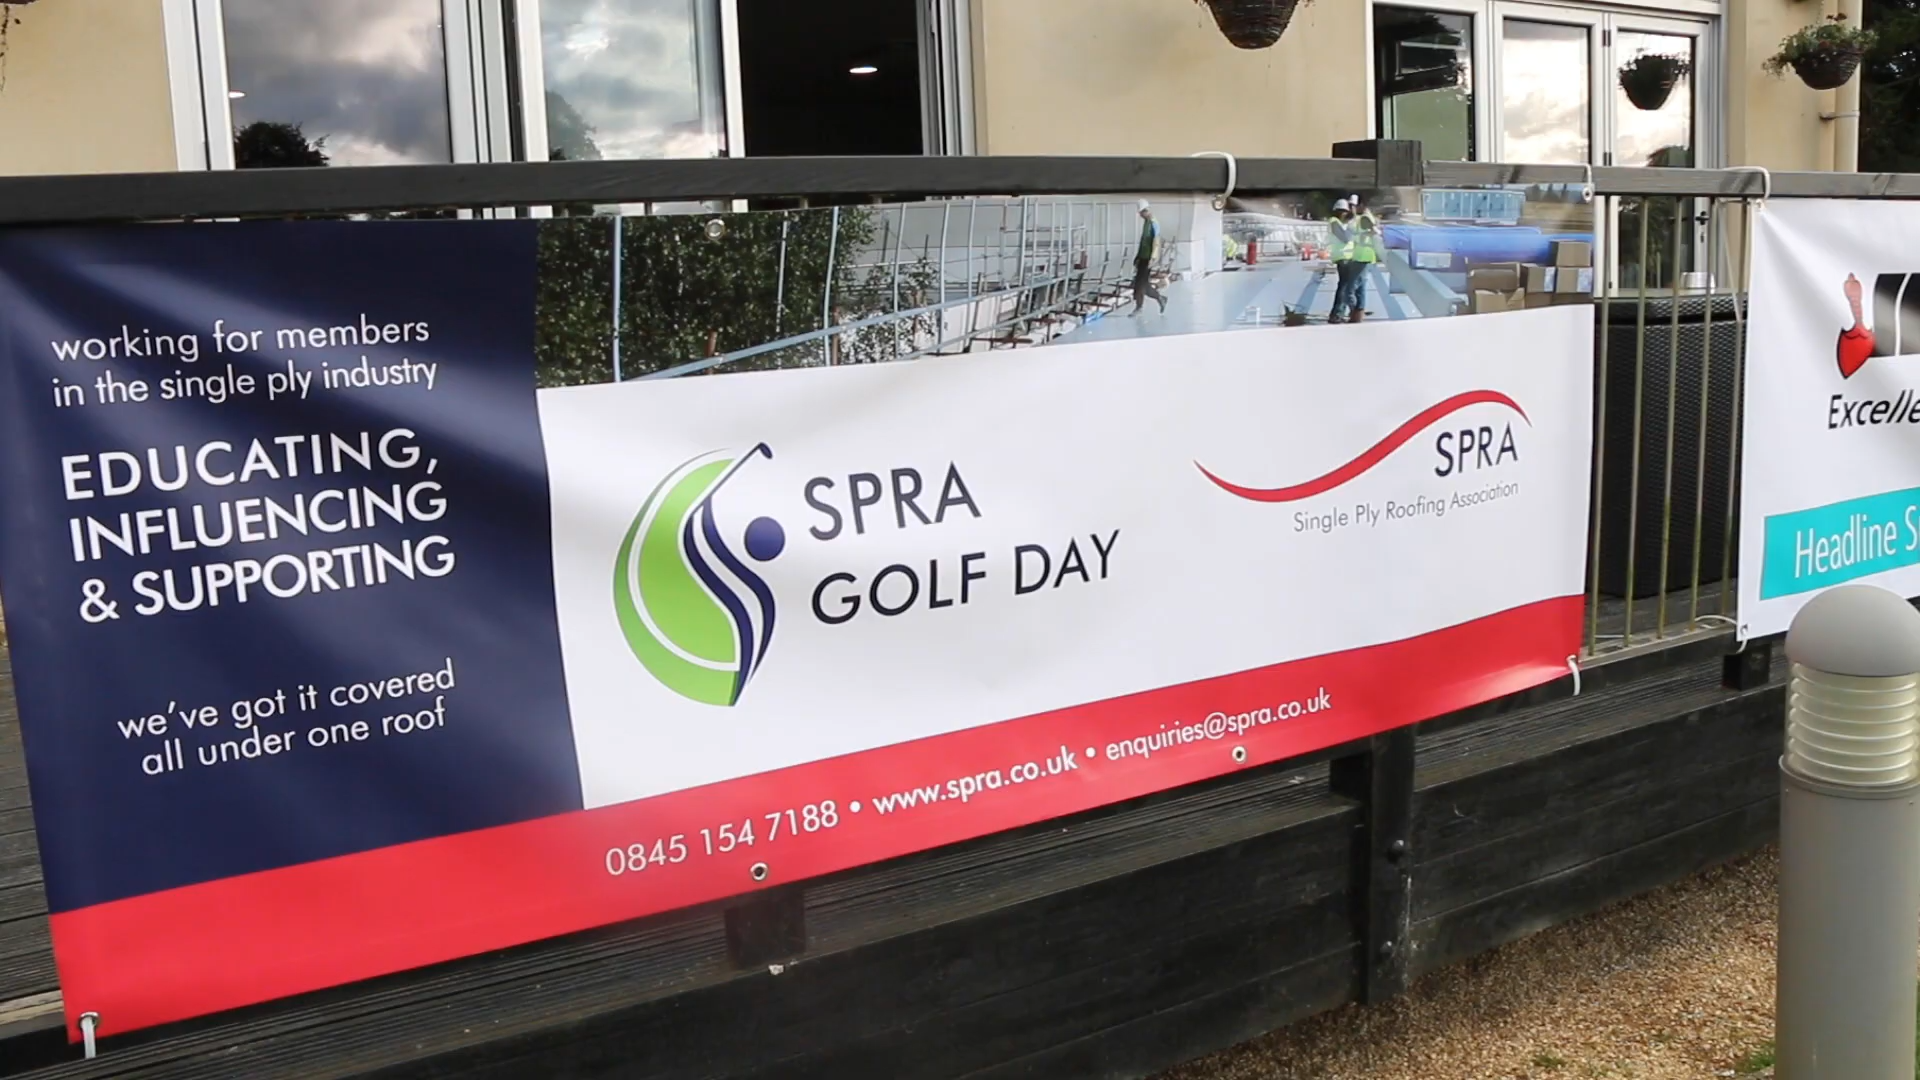 working for members
in the single ply industry
EDUCATING,
INFLUENCING
& SUPPORTING
we've got it covered
all under one roof
SPRA
GOLF DAY
SPRA
Single Ply Roofing Association
0845 154 7188 • www.spra.co.uk • enquiries@spra.co.uk
Headline